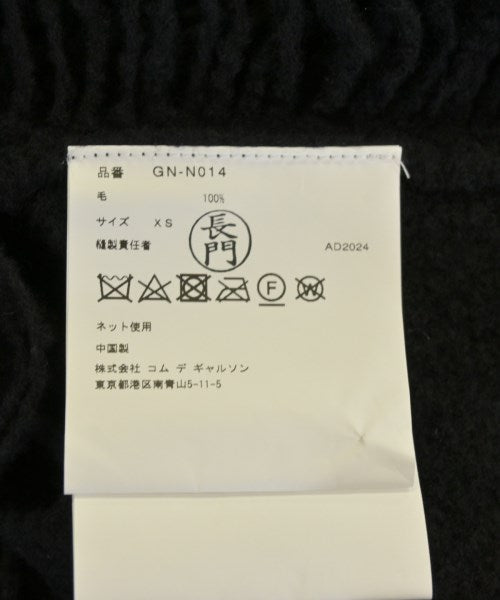 品番 GN-N014
毛 100%
サイズ XS
縫製責任者 長門 AD2024
F W
ネット使用
中国製
株式会社 コム デ ギャルソン
東京都港区南青山5-11-5